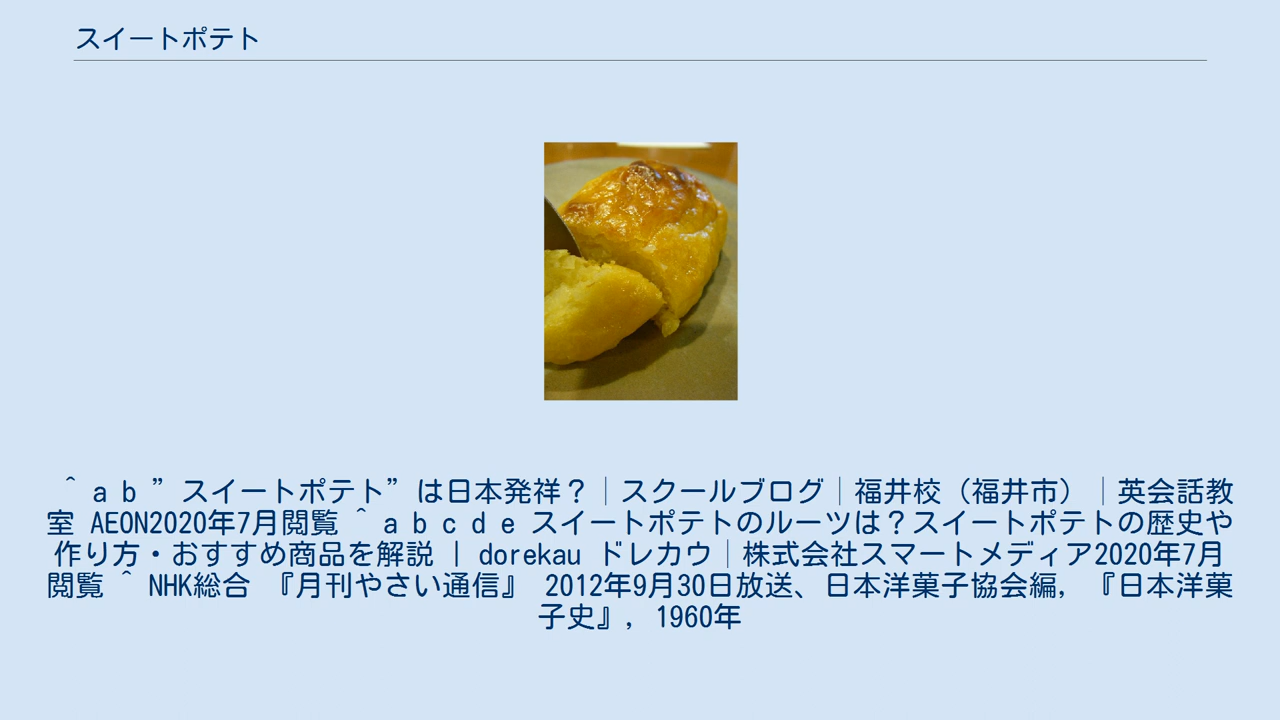 スイートポテト
^ a b ”スイートポテト”は日本発祥？｜スクールブログ｜福井校（福井市）｜英会話教
室 AEON2020年7月閲覧 ^ a b c d e スイートポテトのルーツは？スイートポテトの歴史や
作り方・おすすめ商品を解説 | dorekau ドレカウ｜株式会社スマートメディア2020年7月
閲覧 ^ NHK総合 『月刊やさい通信』 2012年9月30日放送、日本洋菓子協会編, 『日本洋菓
子史』, 1960年